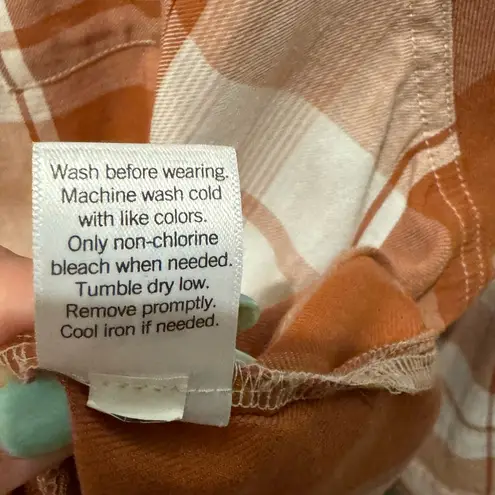 Wash before wearing.
Machine wash cold
with like colors.
Only non-chlorine
bleach when needed.
Tumble dry low.
Remove promptly.
Cool iron if needed.